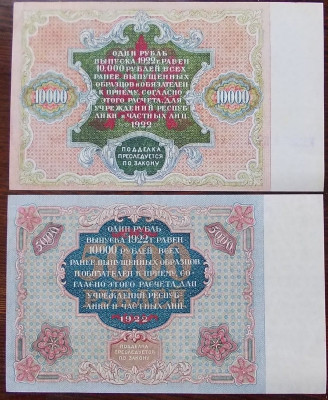 ОДИН РУБЛЬ
ВЫПУСКА 1922 Г. РАВЕН
10.000 РУБЛЕЙ ВСЕХ
РАНЕЕ ВЫПУЩЕННЫХ
ОБРАЗЦОВ И ОБЯЗАТЕЛЕН
К ПРИЕМУ, СОГЛАСНО
10000 ЭТОГО РАСЧЕТА, ДЛЯ 10000
УЧРЕЖДЕНИЙ РЕСПУБ
ЛИКИ И ЧАСТНЫХ ЛИЦ.
1922
ПОДДЕЛКА
ПРЕСЛЕДУЕТСЯ
ПО ЗАКОНУ
ОДИН РУБЛЬ
ВЫПУСКА 1922 Г. РАВЕН
5000 10000 РУБЛЕЙ ВСЕХ 5000
РАНЕЕ ВЫПУЩЕННЫХ ОБРАЗЦОВ
И ОБЯЗАТЕЛЕН К ПРИЕМУ, СО-
ГЛАСНО ЭТОГО РАСЧЕТА, ДЛЯ
УЧРЕЖДЕНИЙ РЕСПУБ-
ЛИКИ И ЧАСТНЫХ ЛИЦ.
1922
5000 5000
ПОДДЕЛКА
ПРЕСЛЕДУЕТСЯ
ПО ЗАКОНУ